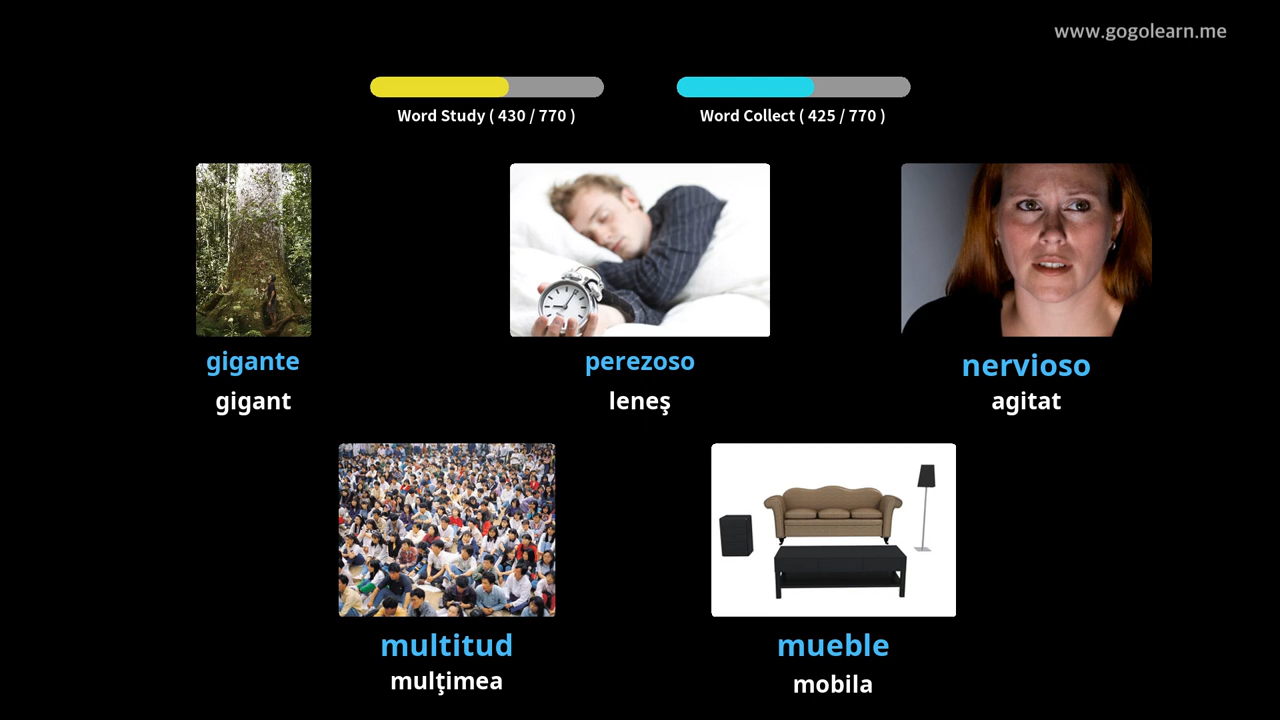 www.gogolearn.me
Word Study ( 430 / 770 )
Word Collect ( 425 / 770 )
gigante
perezoso
nervioso
gigant
leneş
agitat
multitud
mueble
mulţimea
mobila